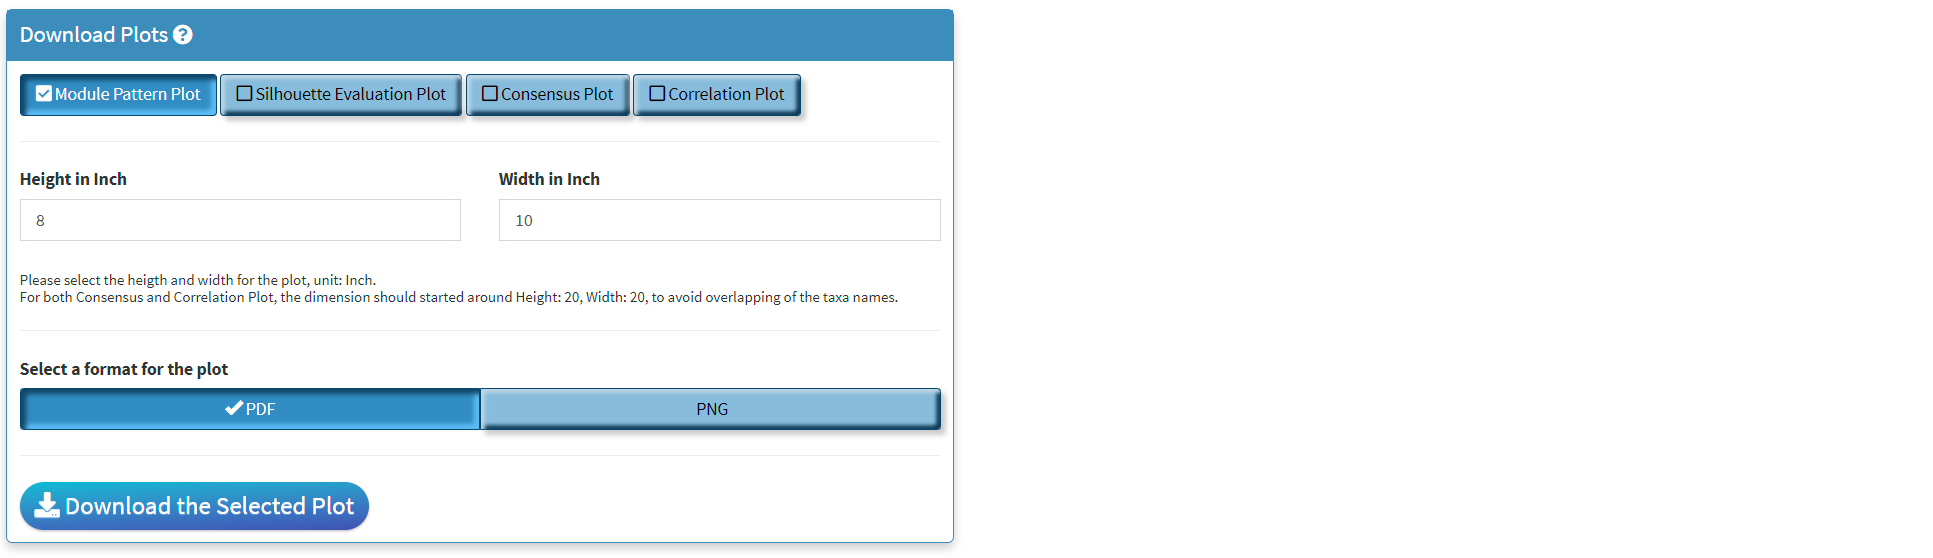 Download Plots
Module Pattern Plot
Silhouette Evaluation Plot
Consensus Plot
Correlation Plot
Height in Inch
Width in Inch
8
10
Please select the heigth and width for the plot, unit: Inch.
For both Consensus and Correlation Plot, the dimension should started around Height: 20, Width: 20, to avoid overlapping of the taxa names.
Select a format for the plot
PDF
PNG
Download the Selected Plot